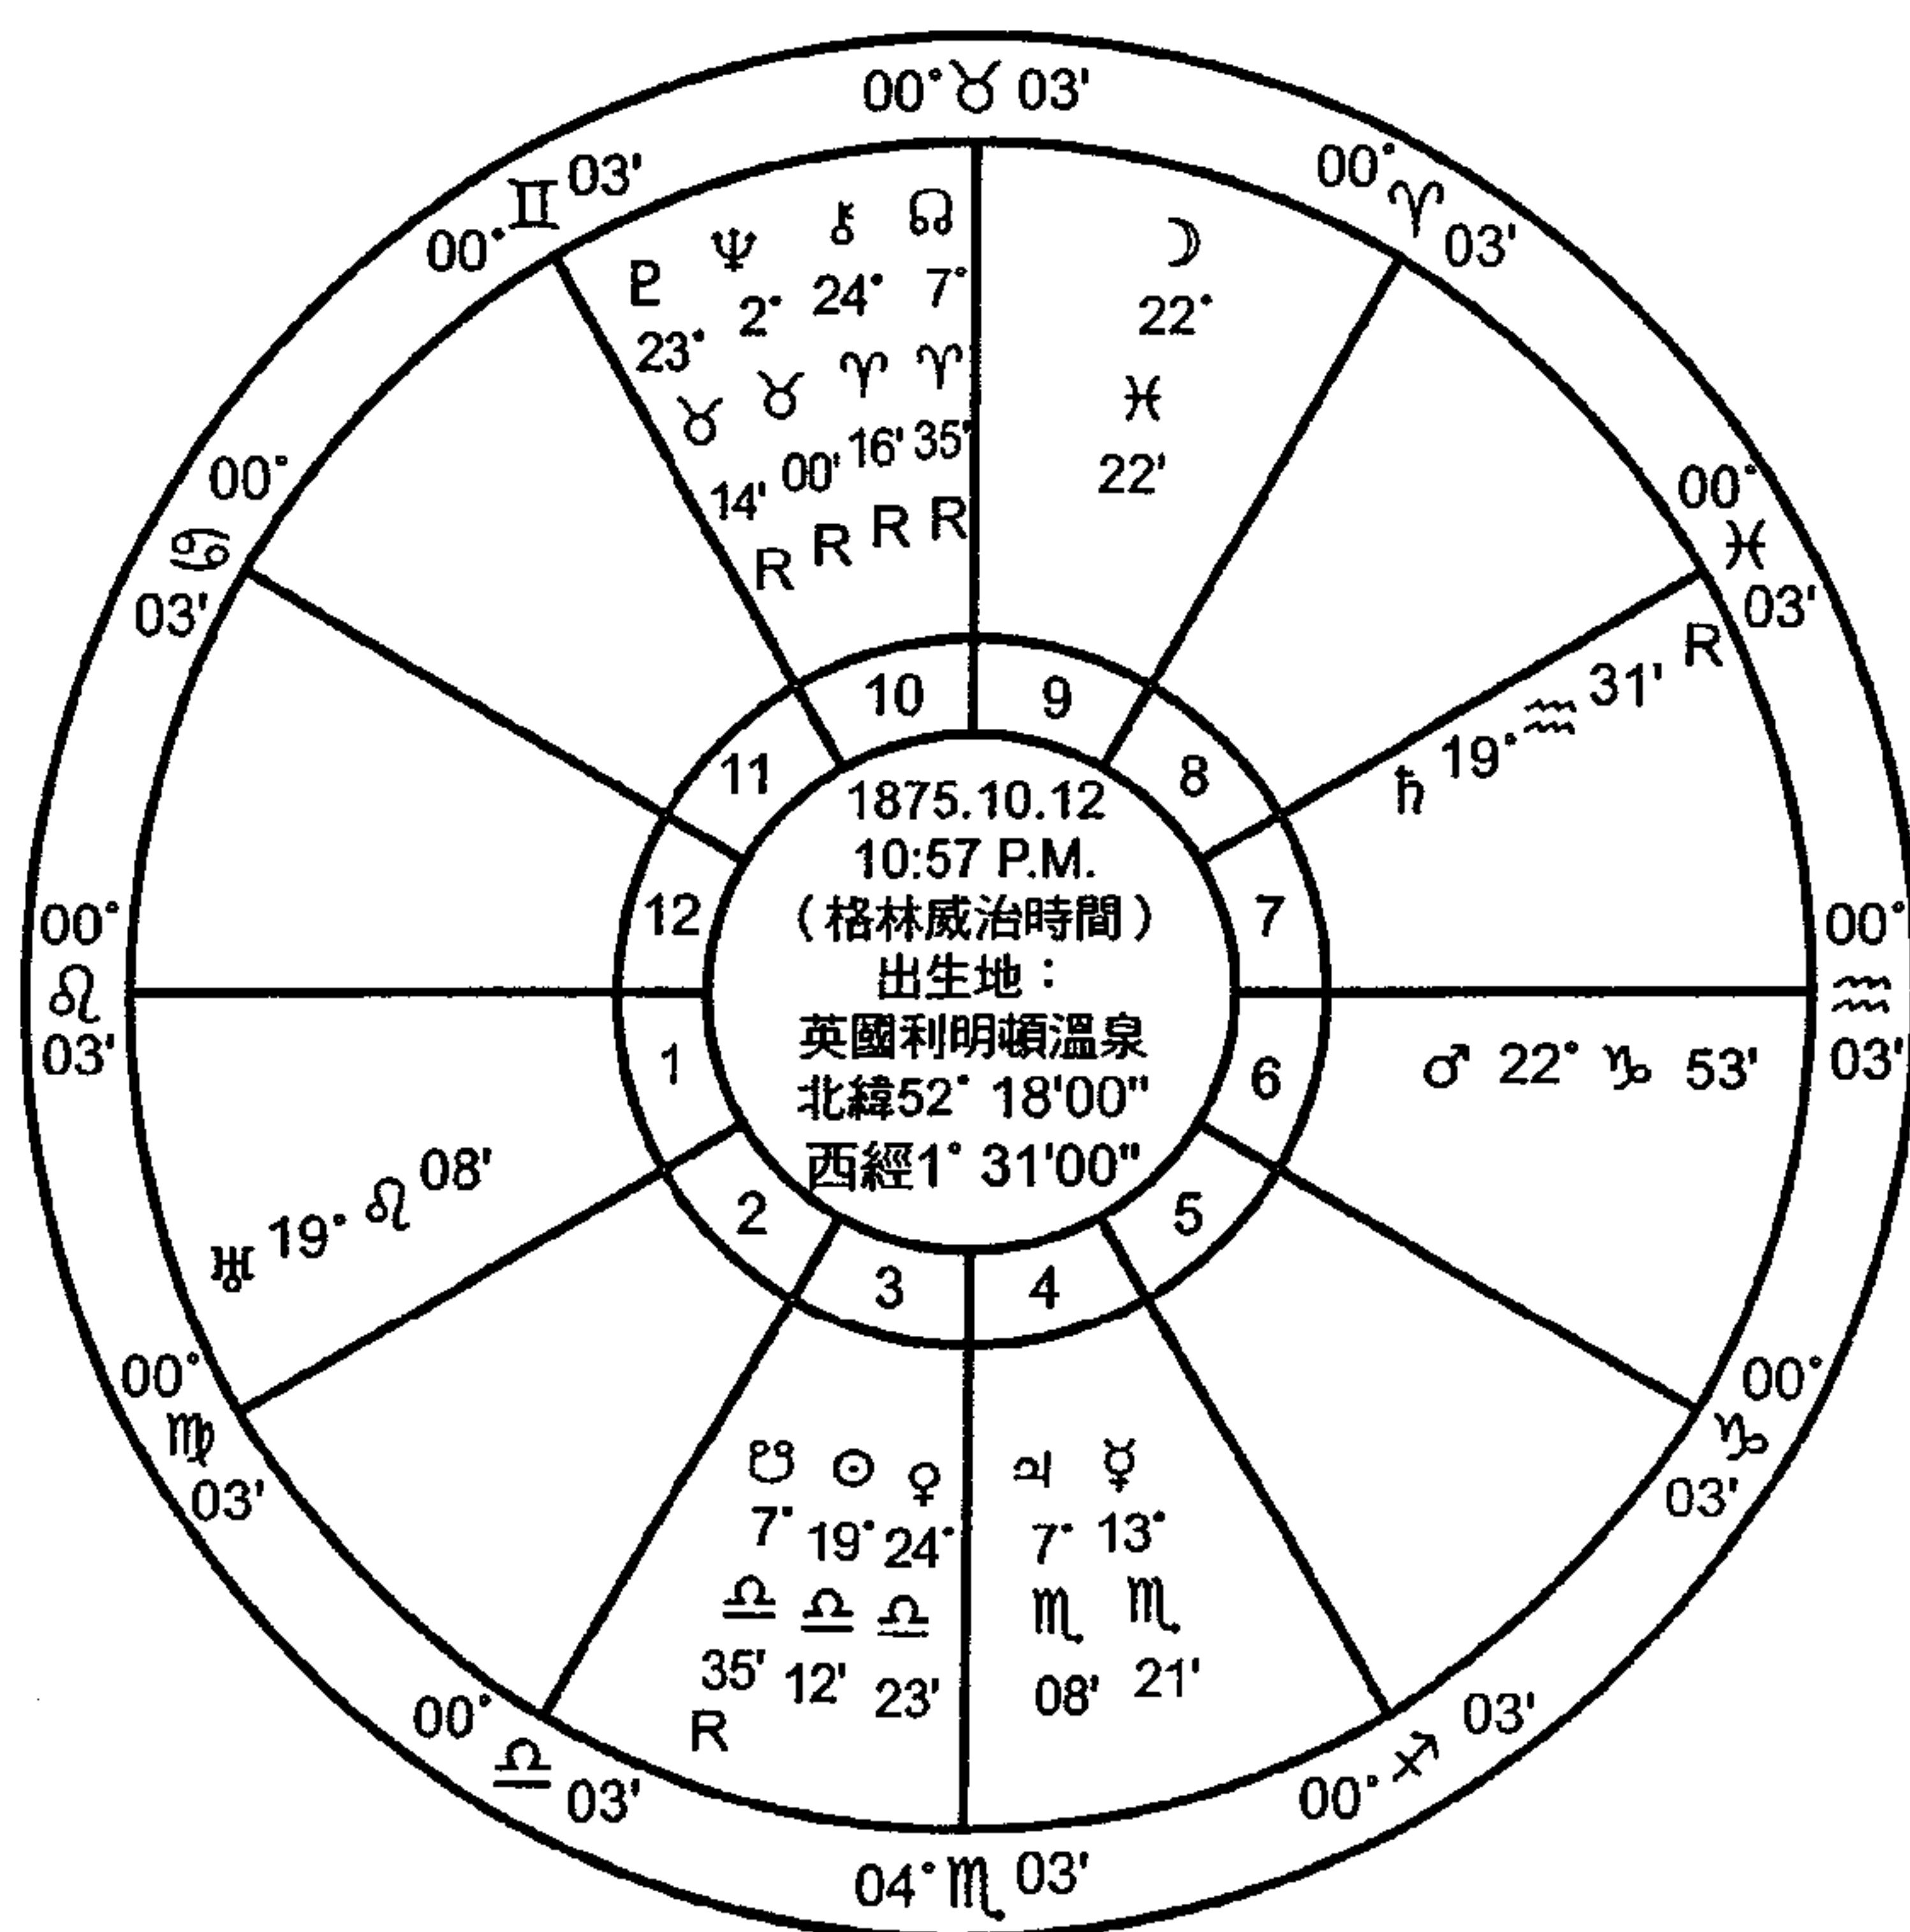 00°♉03'
00°♊03'
00°♈03'
♇ 23° ♉ 14' R
♆ 2° ♉ 00' R
⚷ 24° ♈ 16' R
☊ 7° ♈ 35' R
☽ 22° ♓ 22'
00°♋03'
00°♓03'
♄ 19°♒31' R
10
9
11
8
12
7
1
6
2
5
3
4
1875.10.12
10:57 P.M.
（格林威治時間）
出生地：
英國利明頓溫泉
北緯52° 18'00"
西經1° 31'00"
00°♌03'
00°♒03'
♂ 22° ♑ 53'
♅ 19° ♌ 08'
00°♍03'
00°♑03'
☋ 7° ♎ 35' R
☉ 19° ♎ 12'
♀ 24° ♎ 23'
♃ 7° ♏ 08'
☿ 13° ♏ 21'
00°♎03'
00°♐03'
04°♏03'